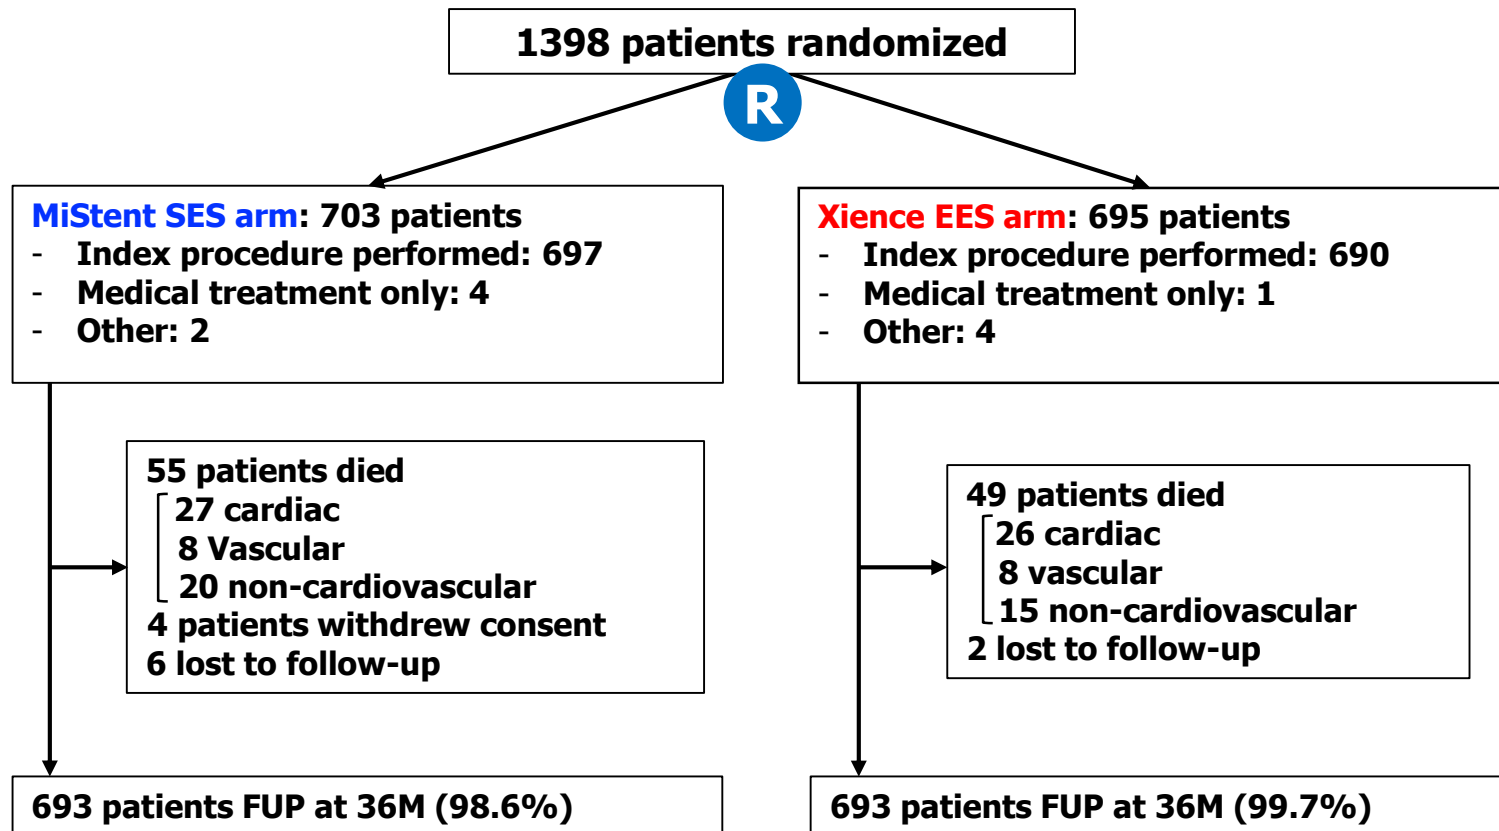 1398 patients randomized
R
MiStent SES arm: 703 patients
- Index procedure performed: 697
- Medical treatment only: 4
- Other: 2
Xience EES arm: 695 patients
- Index procedure performed: 690
- Medical treatment only: 1
- Other: 4
55 patients died
27 cardiac
8 Vascular
20 non-cardiovascular
4 patients withdrew consent
6 lost to follow-up
49 patients died
26 cardiac
8 vascular
15 non-cardiovascular
2 lost to follow-up
693 patients FUP at 36M (98.6%)
693 patients FUP at 36M (99.7%)